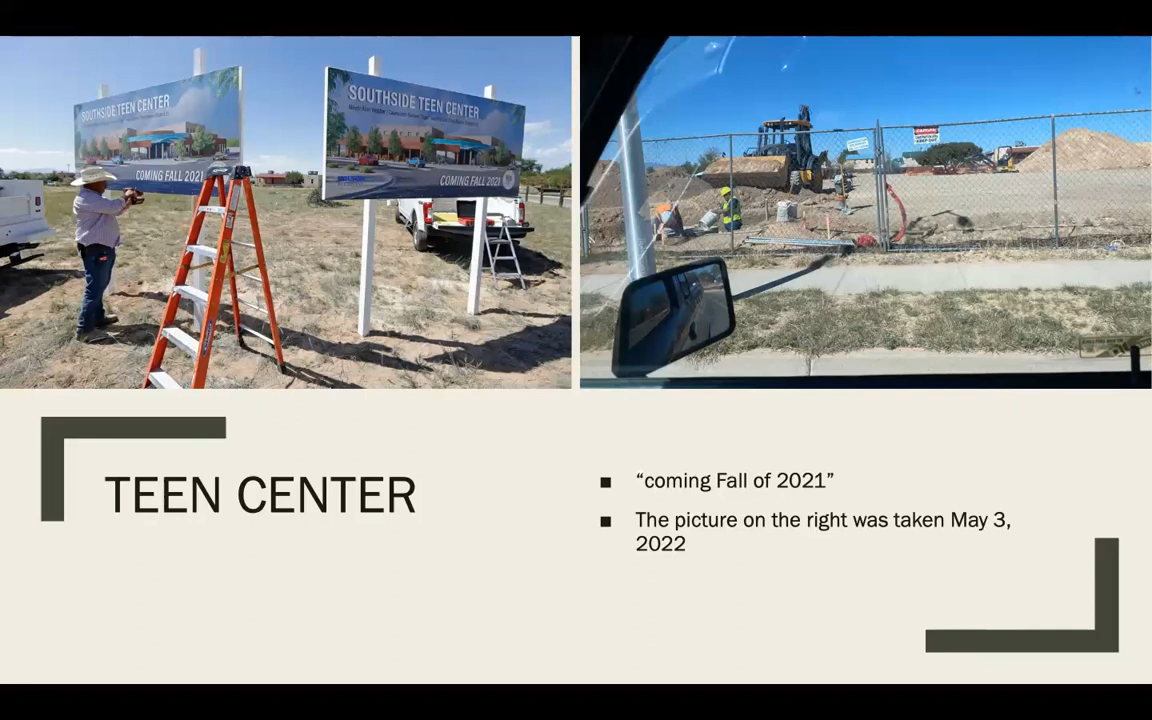 SOUTHSIDE TEEN CENTER
COMING FALL 2021
SOUTHSIDE TEEN CENTER
COMING FALL 2021
DANGER
TEEN CENTER
■ “coming Fall of 2021”
■ The picture on the right was taken May 3,
2022